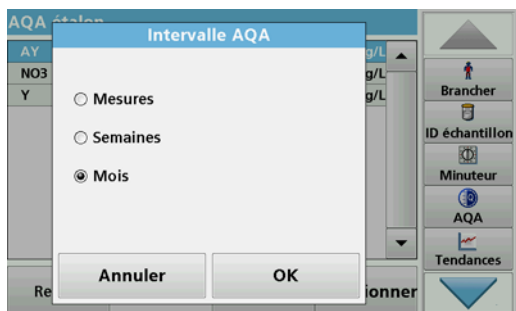 AQA étalon
Intervalle AQA
AY
g/L
NO3
g/L
Y
g/L
Mesures
Semaines
Mois
Annuler
OK
Re
ionner
Brancher
ID échantillon
Minuteur
AQA
Tendances